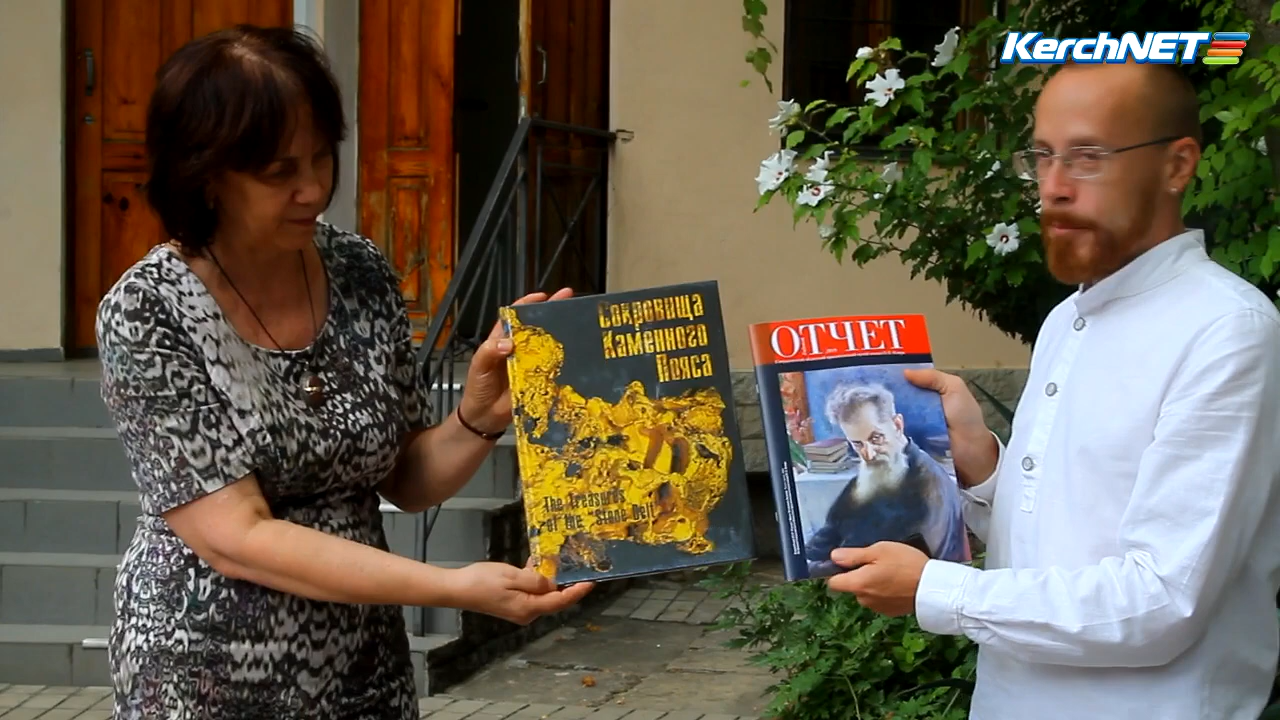 KerchNET
Сокровища
Каменного
Пояса
The Treasures
of the "Stone Belt"
ОТЧЕТ